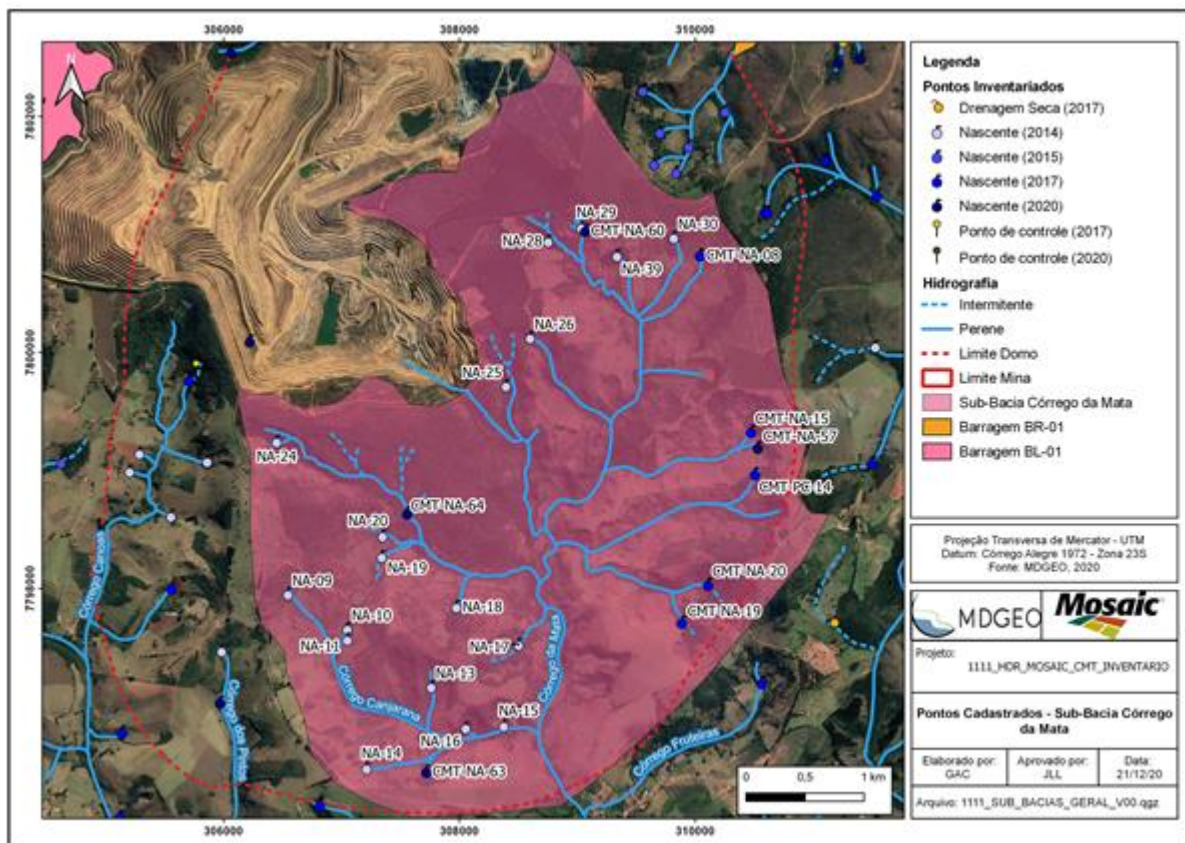 306000
308000
310000
N
7802000
7800000
7798000
NA-29
CMT-NA-60
NA-30
NA-28
CMT-NA-08
NA-39
NA-26
NA-25
CMT-NA-15
CMT-NA-57
NA-24
CMT-PC-14
CMT-NA-64
NA-20
NA-19
NA-09
CMT-NA-20
NA-18
CMT-NA-19
NA-10
NA-11
NA-17
NA-13
NA-15
NA-16
NA-14
CMT-NA-63
Córrego Canoas
Córrego dos Pintos
Córrego Canjarana
Córrego da Mata
Córrego Fruteiras
0 0,5 1 km
306000
308000
310000
Legenda
Pontos Inventariados
Drenagem Seca (2017)
Nascente (2014)
Nascente (2015)
Nascente (2017)
Nascente (2020)
Ponto de controle (2017)
Ponto de controle (2020)
Hidrografia
Intermitente
Perene
Limite Domo
Limite Mina
Sub-Bacia Córrego da Mata
Barragem BR-01
Barragem BL-01
Projeção Transversa de Mercator - UTM
Datum: Córrego Alegre 1972 - Zona 23S
Fonte: MDGEO, 2020
MDGEO
Mosaic
Projeto:
1111_HDR_MOSAIC_CMT_INVENTARIO
Pontos Cadastrados - Sub-Bacia Córrego
da Mata
Elaborado por:
GAC
Aprovado por:
JLL
Data:
21/12/20
Arquivo: 1111_SUB_BACIAS_GERAL_V00.qgz